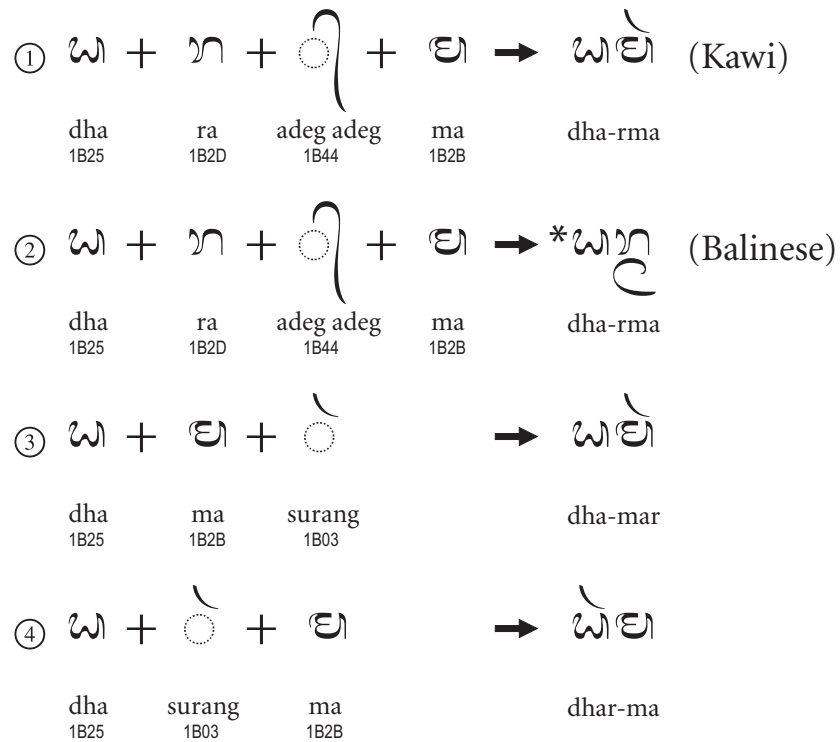 ① ᬥ + ᬭ + ◌᭄ + ᬫ → ᬥᬫᬃ (Kawi)
dha ra adeg adeg ma dha-rma
1B25 1B2D 1B44 1B2B
② ᬥ + ᬭ + ◌᭄ + ᬫ → *ᬥᬭ᭄ᬫ (Balinese)
dha ra adeg adeg ma dha-rma
1B25 1B2D 1B44 1B2B
③ ᬥ + ᬫ + ◌ᬃ → ᬥᬫᬃ
dha ma surang dha-mar
1B25 1B2B 1B03
④ ᬥ + ◌ᬃ + ᬫ → ᬥᬃᬫ
dha surang ma dhar-ma
1B25 1B03 1B2B